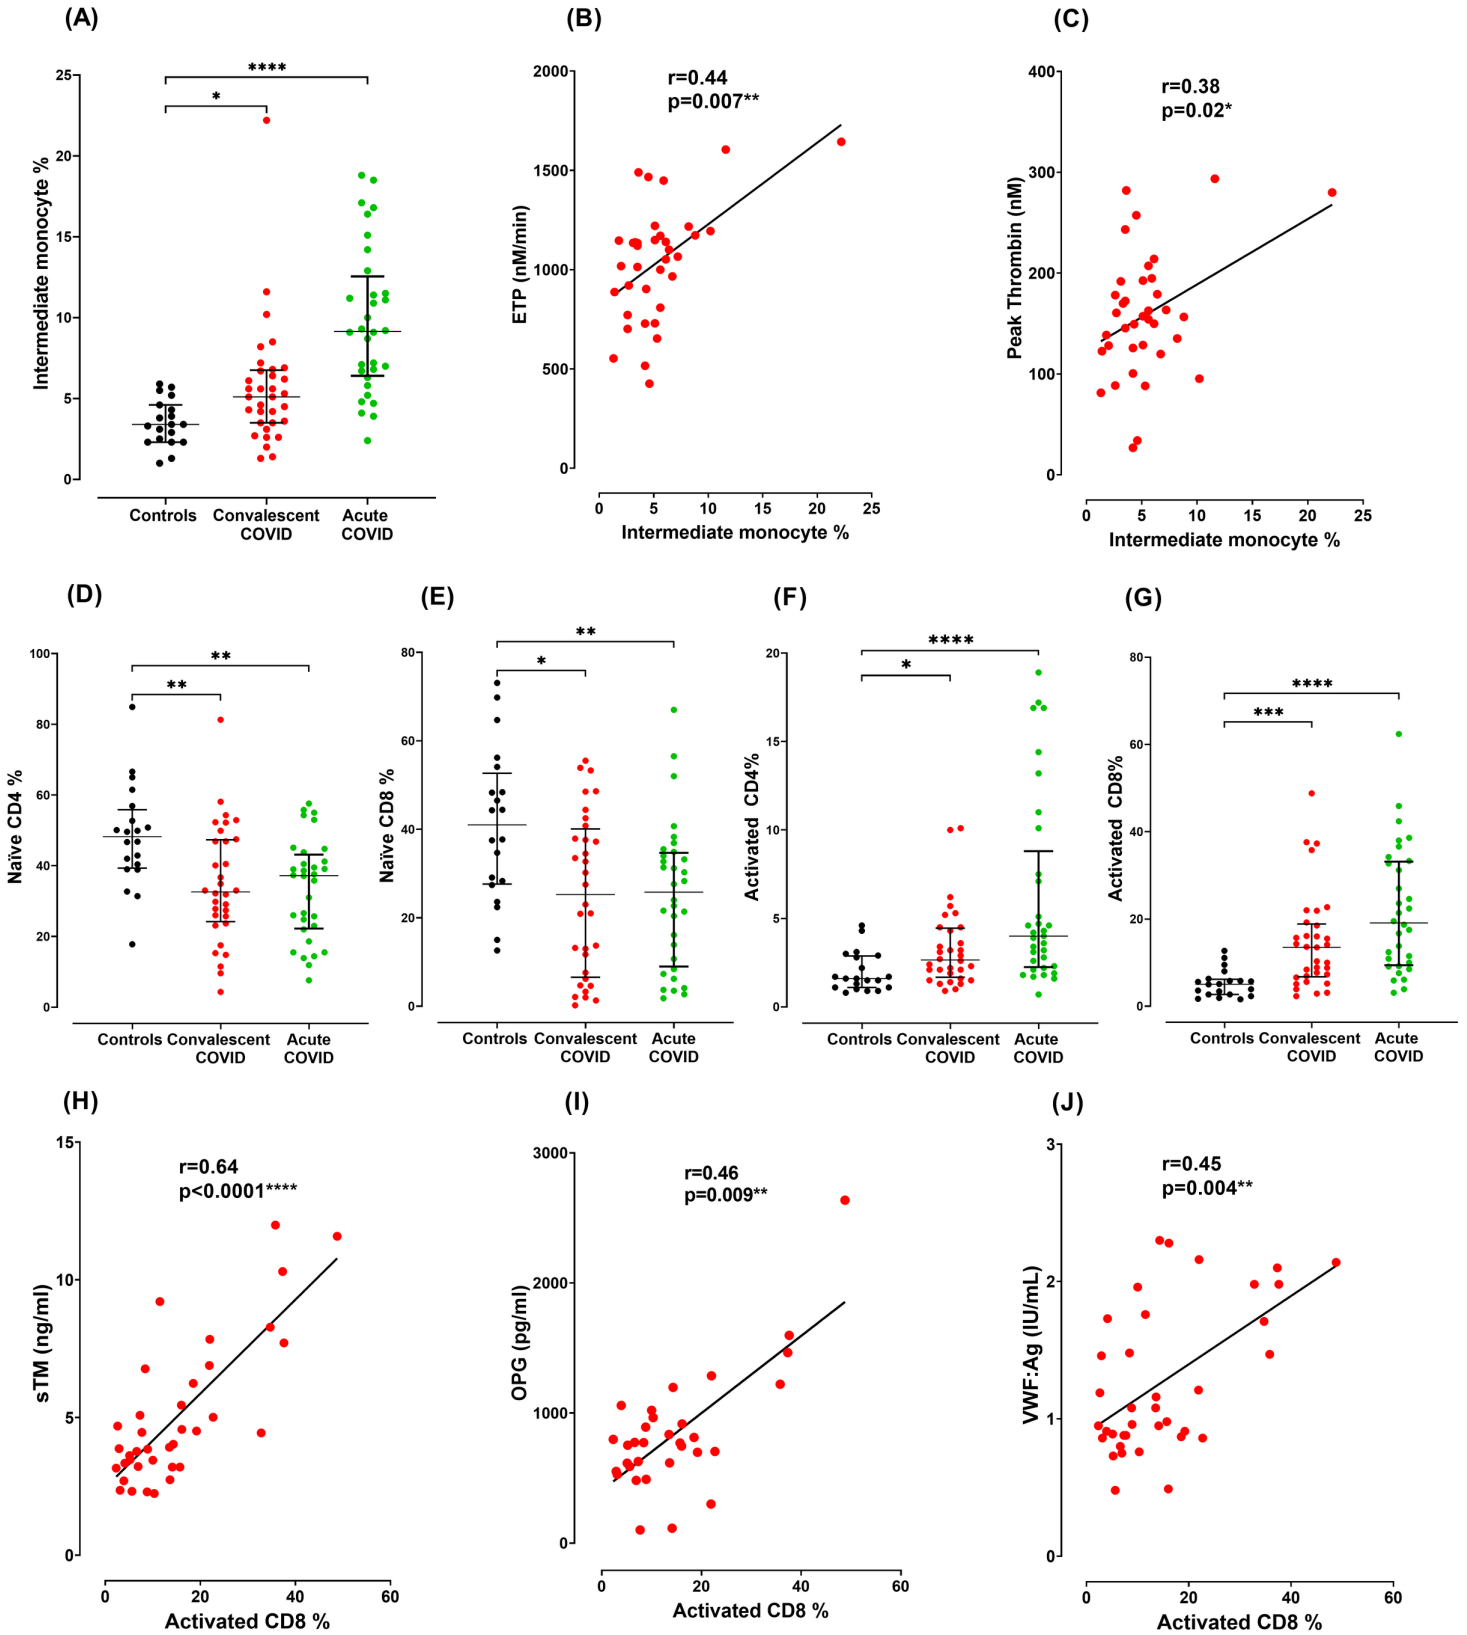 (A)
Intermediate monocyte %
25
20
15
10
5
0
****
*
Controls
Convalescent
COVID
Acute
COVID
(B)
ETP (nM/min)
2000
1500
1000
500
0
r=0.44
p=0.007**
0 5 10 15 20 25
Intermediate monocyte %
(C)
Peak Thrombin (nM)
400
300
200
100
0
r=0.38
p=0.02*
0 5 10 15 20 25
Intermediate monocyte %
(D)
Naïve CD4 %
100
80
60
40
20
0
**
**
Controls
Convalescent
COVID
Acute
COVID
(E)
Naïve CD8 %
80
60
40
20
0
**
*
Controls
Convalescent
COVID
Acute
COVID
(F)
Activated CD4%
20
15
10
5
0
****
*
Controls
Convalescent
COVID
Acute
COVID
(G)
Activated CD8%
80
60
40
20
0
****
***
Controls
Convalescent
COVID
Acute
COVID
(H)
sTM (ng/ml)
15
10
5
0
r=0.64
p<0.0001****
0 20 40 60
Activated CD8 %
(I)
OPG (pg/ml)
3000
2000
1000
0
r=0.46
p=0.009**
0 20 40 60
Activated CD8 %
(J)
VWF:Ag (IU/mL)
3
2
1
0
r=0.45
p=0.004**
0 20 40 60
Activated CD8 %